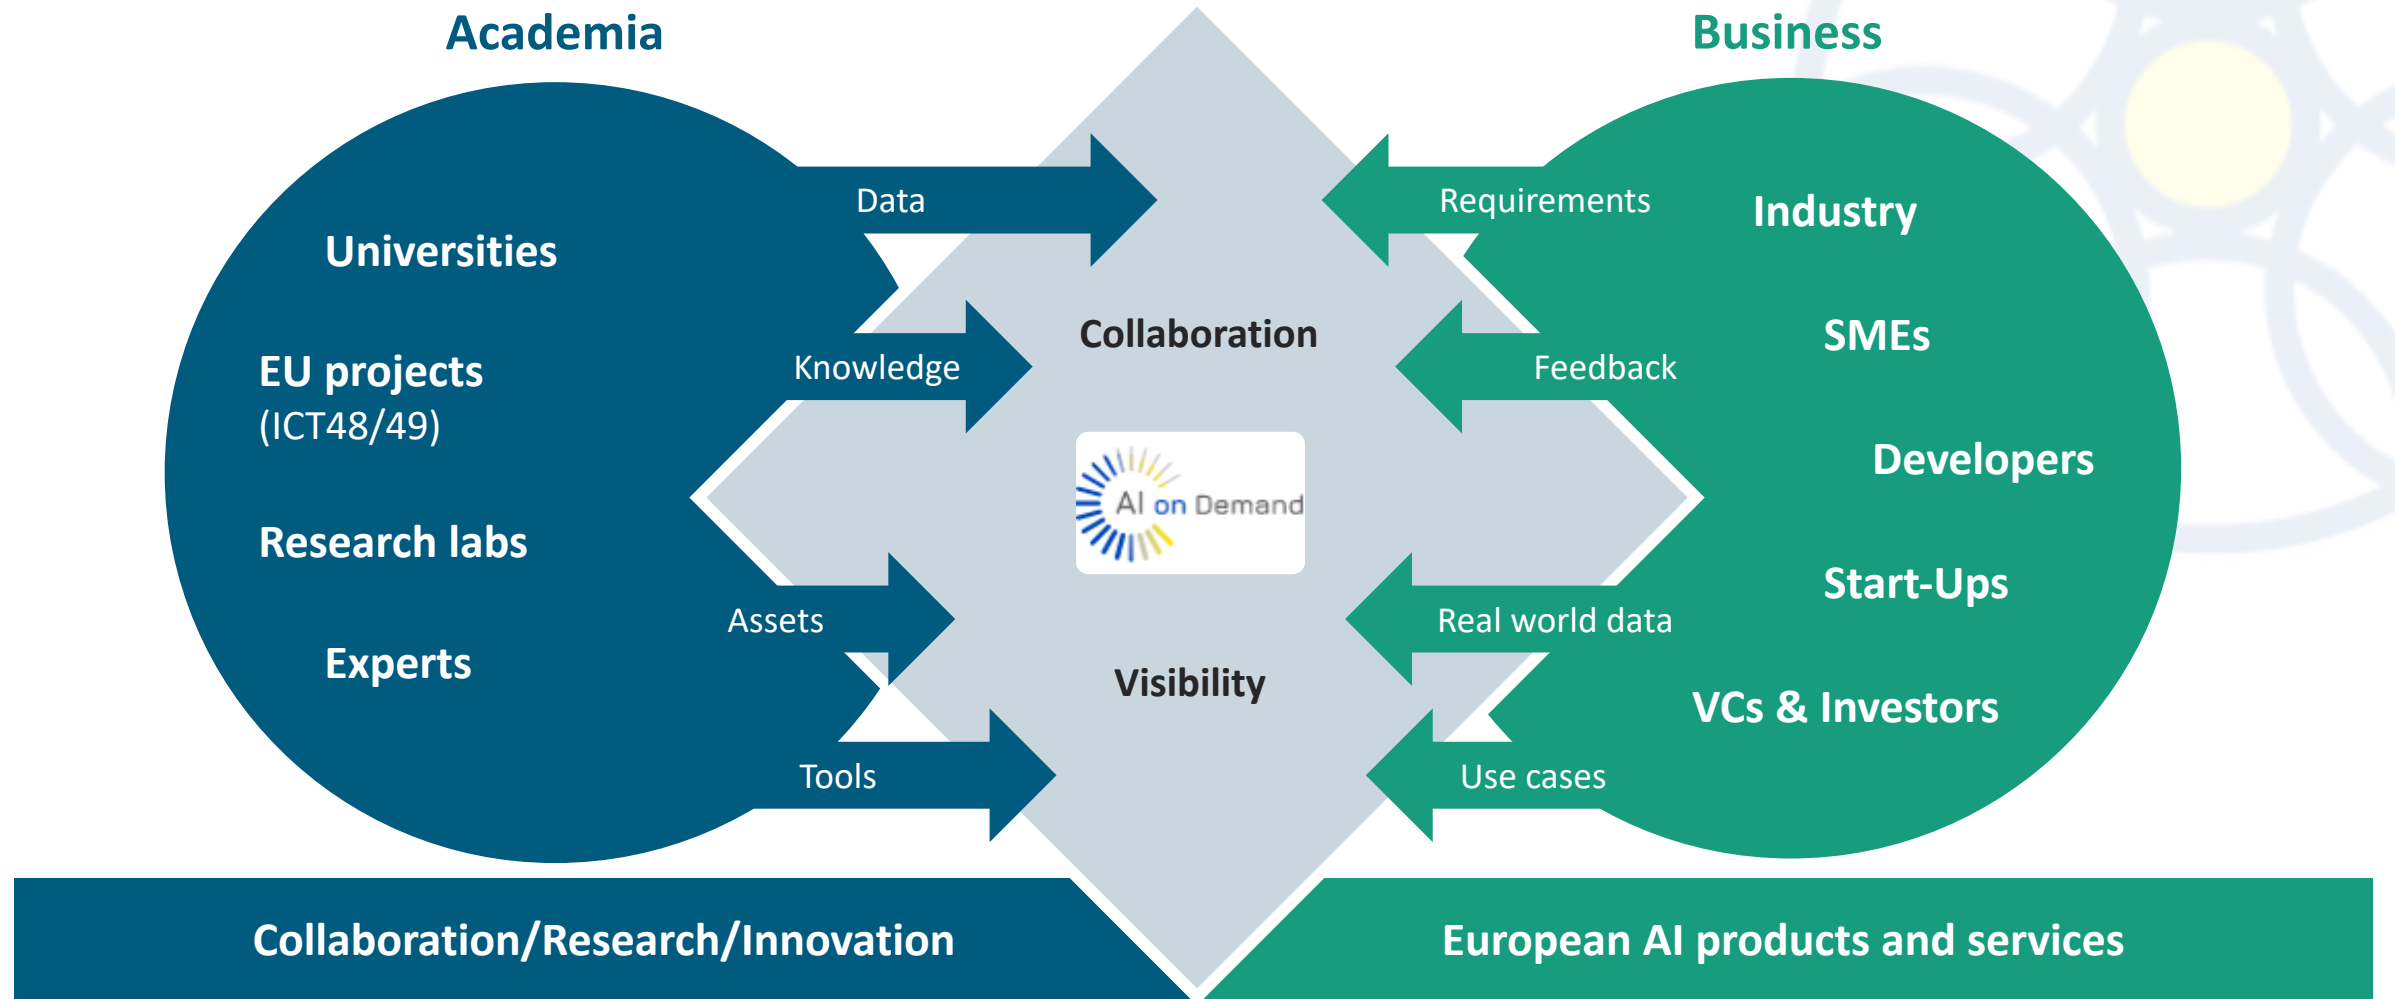 Academia
Universities
EU projects
(ICT48/49)
Research labs
Experts
Data
Knowledge
Assets
Tools
Collaboration
AI on Demand
Visibility
Business
Requirements
Feedback
Real world data
Use cases
Industry
SMEs
Developers
Start-Ups
VCs & Investors
Collaboration/Research/Innovation
European AI products and services